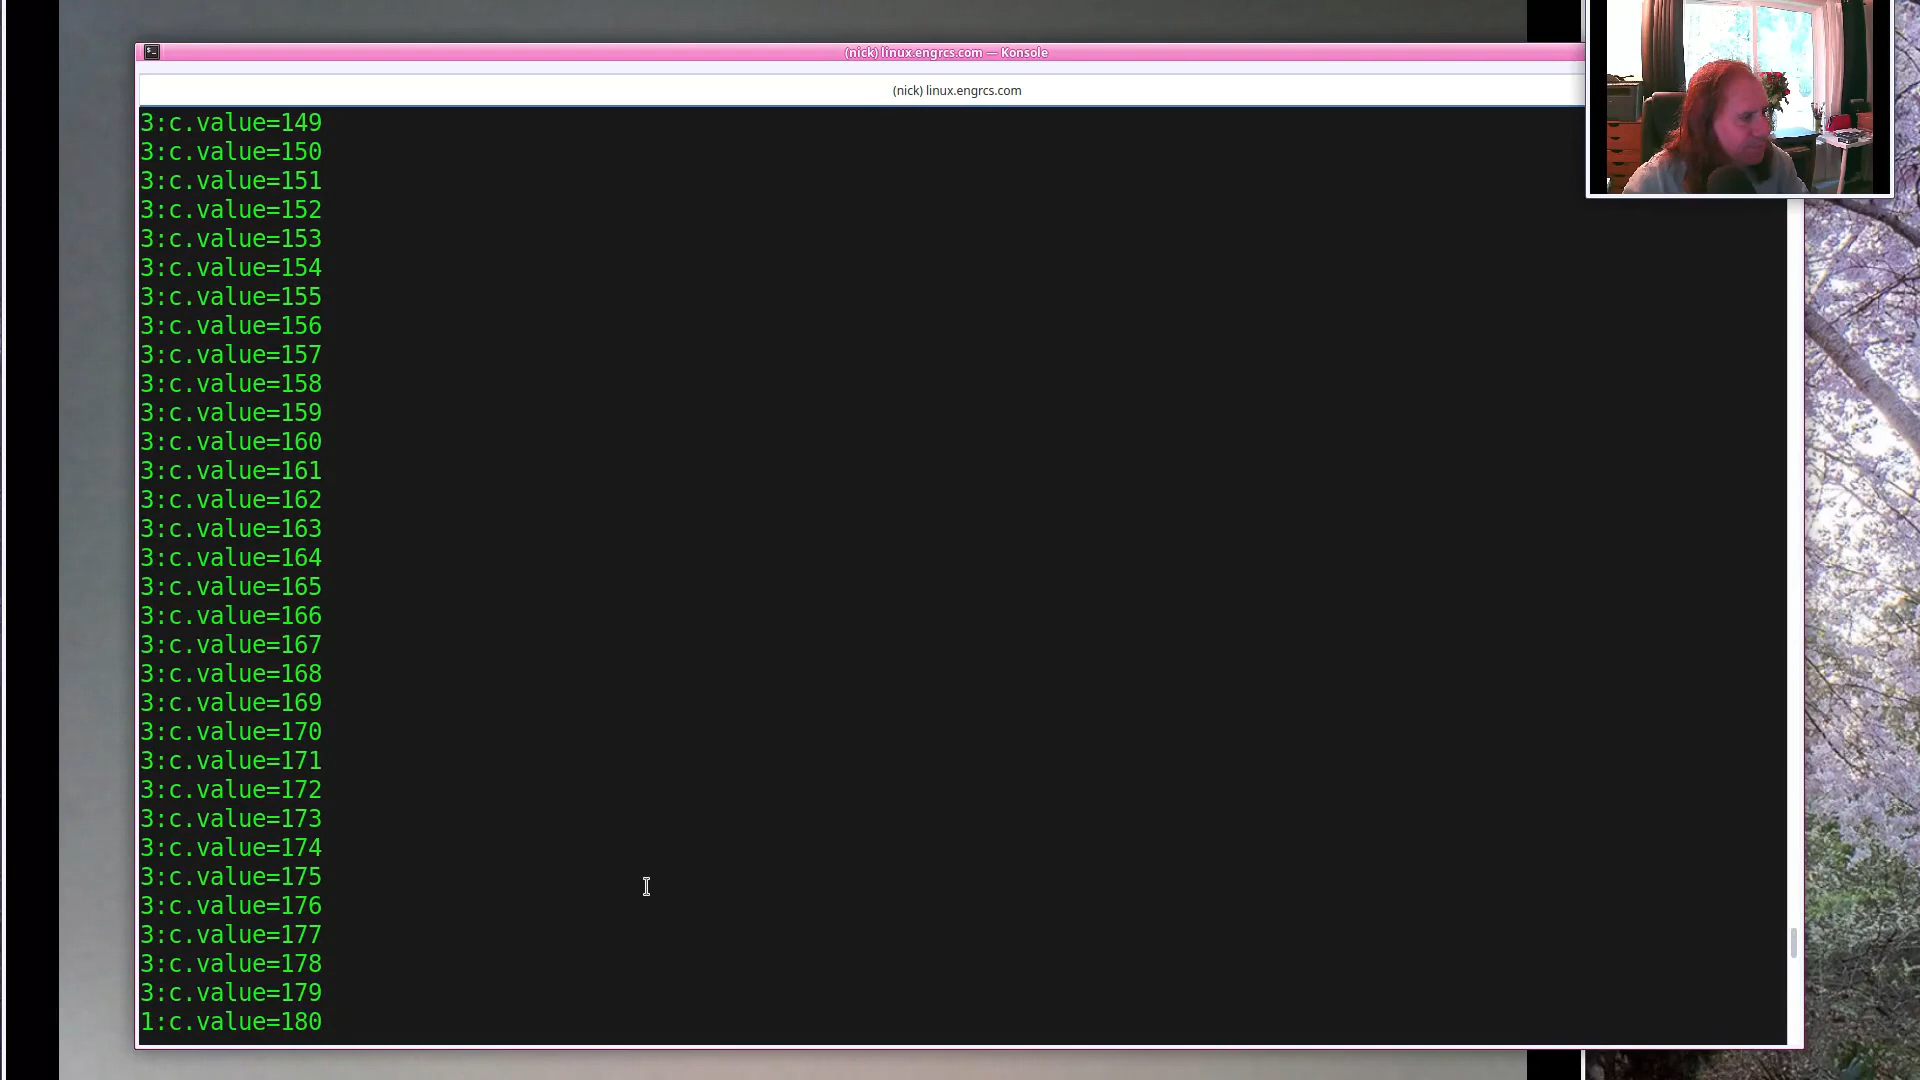 (nick) linux.engrcs.com — Konsole
(nick) linux.engrcs.com
3:c.value=149
3:c.value=150
3:c.value=151
3:c.value=152
3:c.value=153
3:c.value=154
3:c.value=155
3:c.value=156
3:c.value=157
3:c.value=158
3:c.value=159
3:c.value=160
3:c.value=161
3:c.value=162
3:c.value=163
3:c.value=164
3:c.value=165
3:c.value=166
3:c.value=167
3:c.value=168
3:c.value=169
3:c.value=170
3:c.value=171
3:c.value=172
3:c.value=173
3:c.value=174
3:c.value=175
3:c.value=176
3:c.value=177
3:c.value=178
3:c.value=179
1:c.value=180